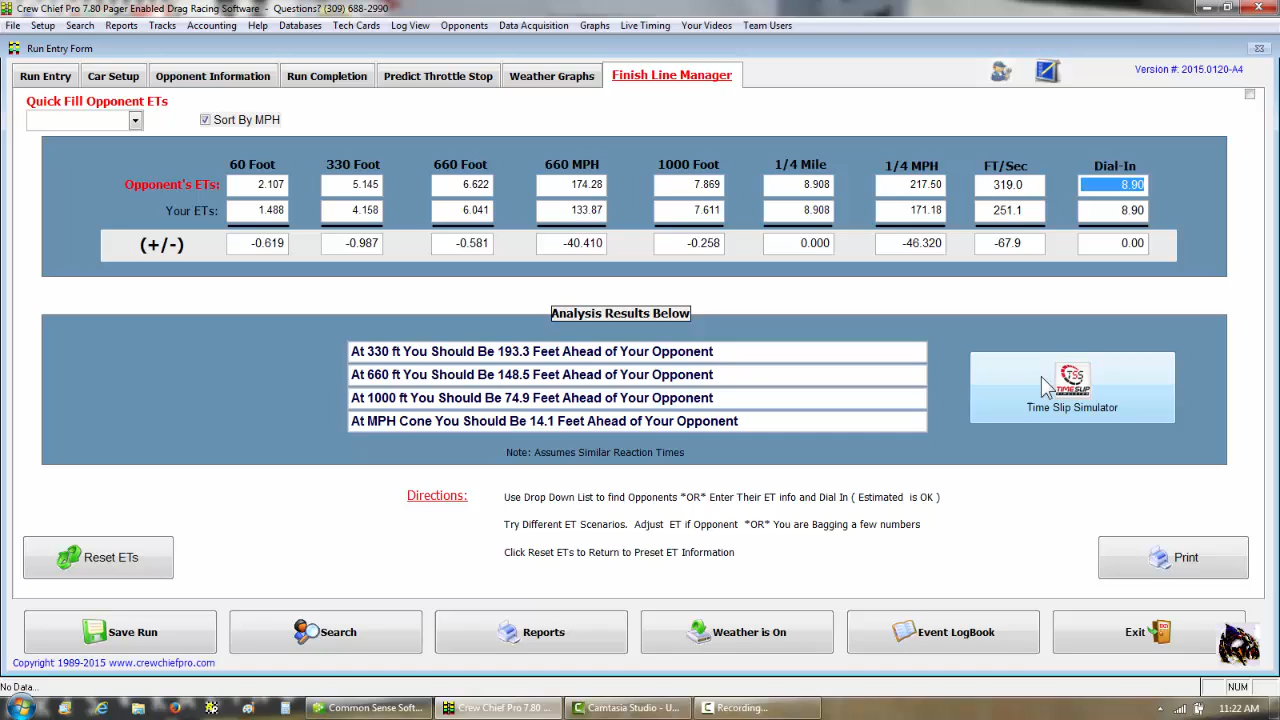 Crew Chief Pro 7.80 Pager Enabled Drag Racing Software - Questions? (309) 688-2990
File Setup Search Reports Tracks Accounting Help Databases Tech Cards Log View Opponents Data Acquisition Graphs Live Timing Your Videos Team Users
Run Entry Form
Run Entry Car Setup Opponent Information Run Completion Predict Throttle Stop Weather Graphs Finish Line Manager Version #: 2015.0120-A4
Quick Fill Opponent ETs
Sort By MPH
60 Foot 330 Foot 660 Foot 660 MPH 1000 Foot 1/4 Mile 1/4 MPH FT/Sec Dial-In
Opponent's ETs: 2.107 5.145 6.622 174.28 7.869 8.908 217.50 319.0 8.90
Your ETs: 1.488 4.158 6.041 133.87 7.611 8.908 171.18 251.1 8.90
(+/-) -0.619 -0.987 -0.581 -40.410 -0.258 0.000 -46.320 -67.9 0.00
Analysis Results Below
At 330 ft You Should Be 193.3 Feet Ahead of Your Opponent
At 660 ft You Should Be 148.5 Feet Ahead of Your Opponent
At 1000 ft You Should Be 74.9 Feet Ahead of Your Opponent
At MPH Cone You Should Be 14.1 Feet Ahead of Your Opponent
TSS
TIMESLIP
Time Slip Simulator
Note: Assumes Similar Reaction Times
Directions: Use Drop Down List to find Opponents *OR* Enter Their ET info and Dial In ( Estimated is OK )
Try Different ET Scenarios. Adjust ET if Opponent *OR* You are Bagging a few numbers
Click Reset ETs to Return to Preset ET Information
Reset ETs Print
Save Run Search Reports Weather is On Event LogBook Exit
Copyright 1989-2015 www.crewchiefpro.com
No Data... NUM
Common Sense Soft... Crew Chief Pro 7.80 ... Camtasia Studio - U... Recording... 11:22 AM